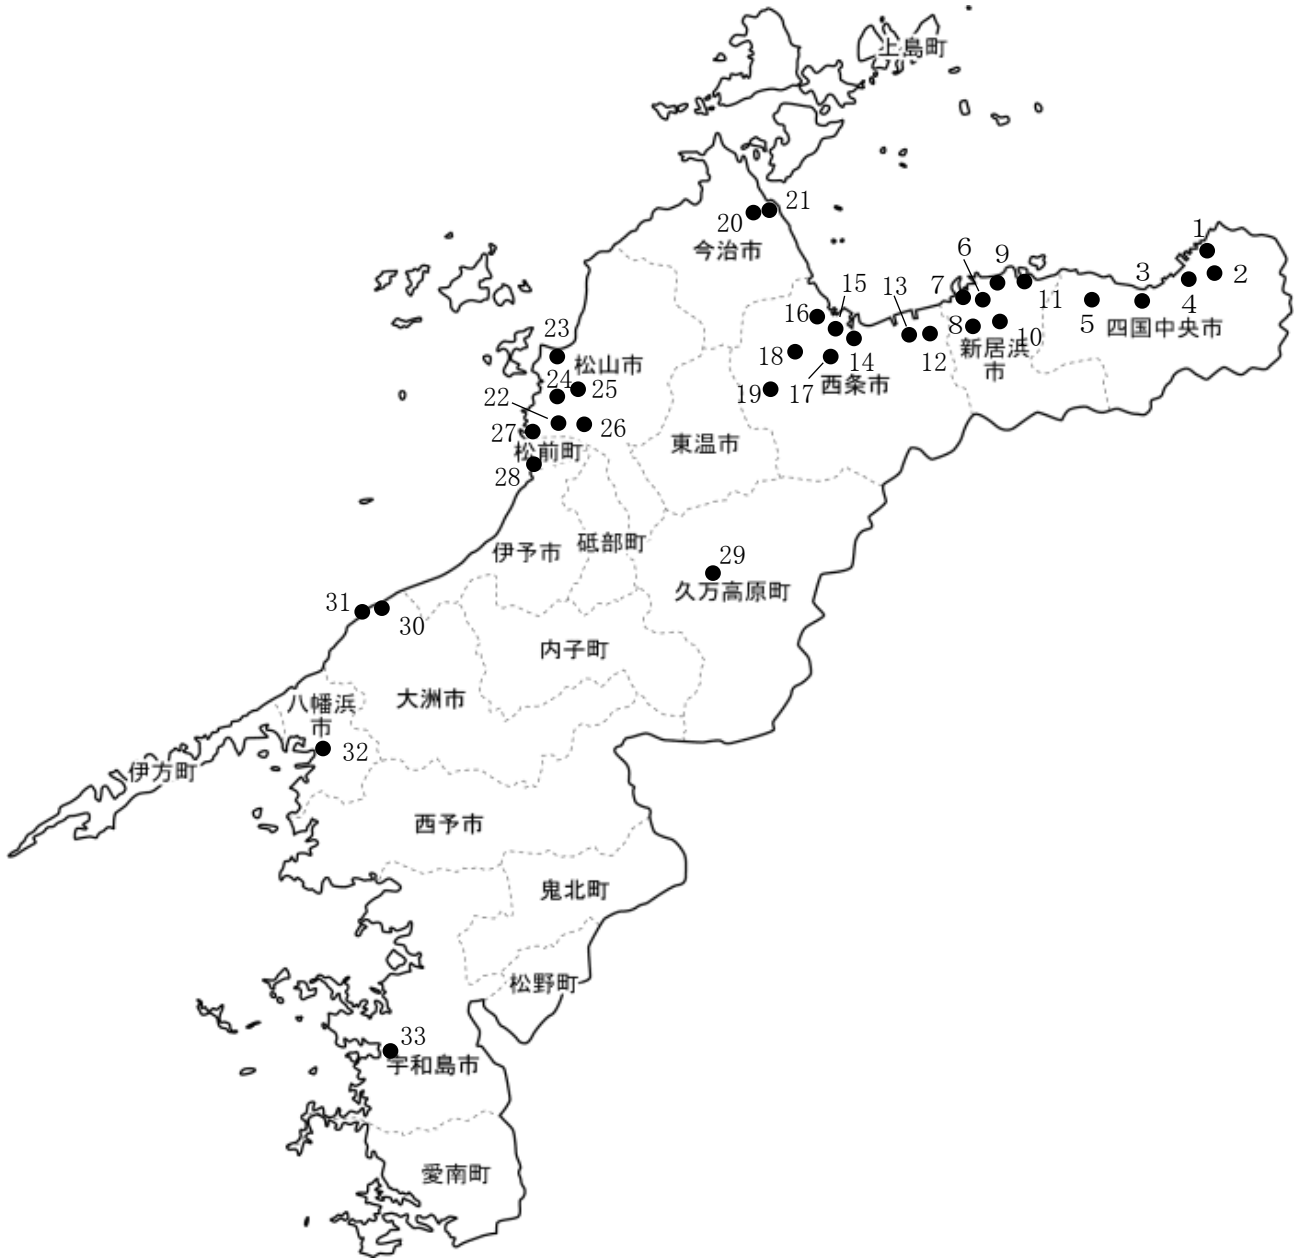 上島町
21
20
今治市
1
2
3
4
5
四国中央市
6
9
7
11
8
10
新居浜
市
13
12
15
16
14
18
17
西条市
19
23
松山市
24
25
22
26
27
松前町
28
東温市
伊予市
砥部町
29
久万高原町
31
30
内子町
大洲市
八幡浜
市
32
伊方町
西予市
鬼北町
松野町
33
宇和島市
愛南町